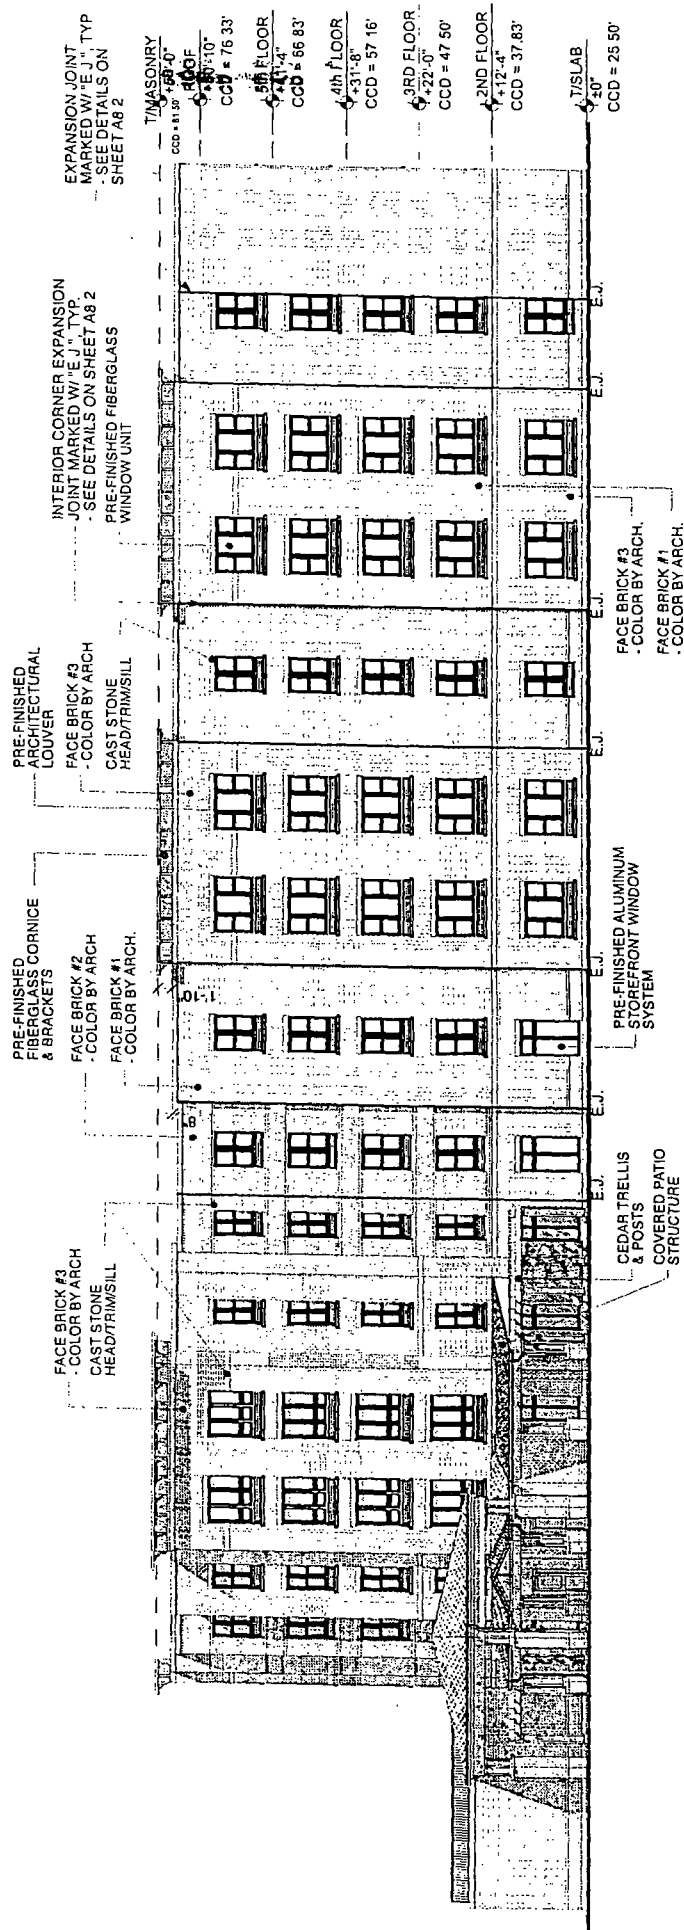 EXPANSION JOINT
MARKED W/ "E J ", TYP
- SEE DETAILS ON
SHEET A8 2
INTERIOR CORNER EXPANSION
JOINT MARKED W/ "E J ", TYP
- SEE DETAILS ON SHEET A8 2
PRE-FINISHED FIBERGLASS
WINDOW UNIT
PRE-FINISHED
ARCHITECTURAL
LOUVER
FACE BRICK #3
- COLOR BY ARCH
CAST STONE
HEAD/TRIM/SILL
PRE-FINISHED
FIBERGLASS CORNICE
& BRACKETS
FACE BRICK #2
- COLOR BY ARCH
FACE BRICK #1
- COLOR BY ARCH.
FACE BRICK #3
- COLOR BY ARCH
CAST STONE
HEAD/TRIM/SILL
T/MASONRY
CCD = 81 50'
ROOF
CCD = 76 33'
5th FLOOR
CCD = 66 83'
4th FLOOR
+31'-8"
CCD = 57 16'
3RD FLOOR
+22'-0"
CCD = 47 50'
2ND FLOOR
+12'-4"
CCD = 37.83'
T/SLAB
±0"
CCD = 25 50'
1'-10"
8"
E.J.
E.J.
E.J.
E.J.
E.J.
E.J.
E.J.
CEDAR TRELLIS
& POSTS
COVERED PATIO
STRUCTURE
PRE-FINISHED ALUMINUM
STOREFRONT WINDOW
SYSTEM
FACE BRICK #3
- COLOR BY ARCH.
FACE BRICK #1
- COLOR BY ARCH.